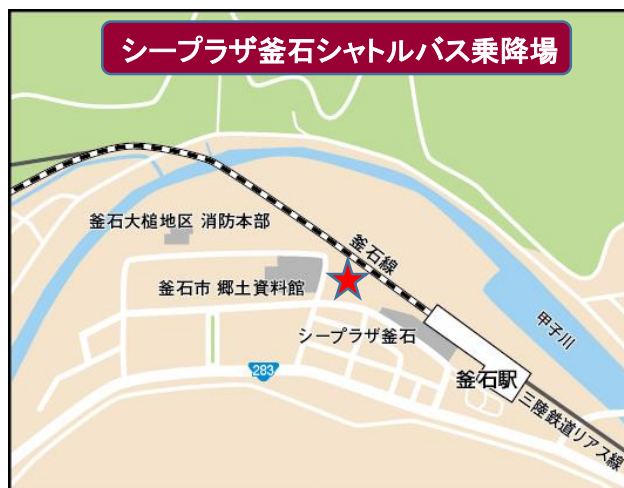 シープラザ釜石シャトルバス乗降場
釜石大槌地区 消防本部
釜石線
釜石市 郷土資料館
シープラザ釜石
甲子川
283
釜石駅
三陸鉄道リアス線